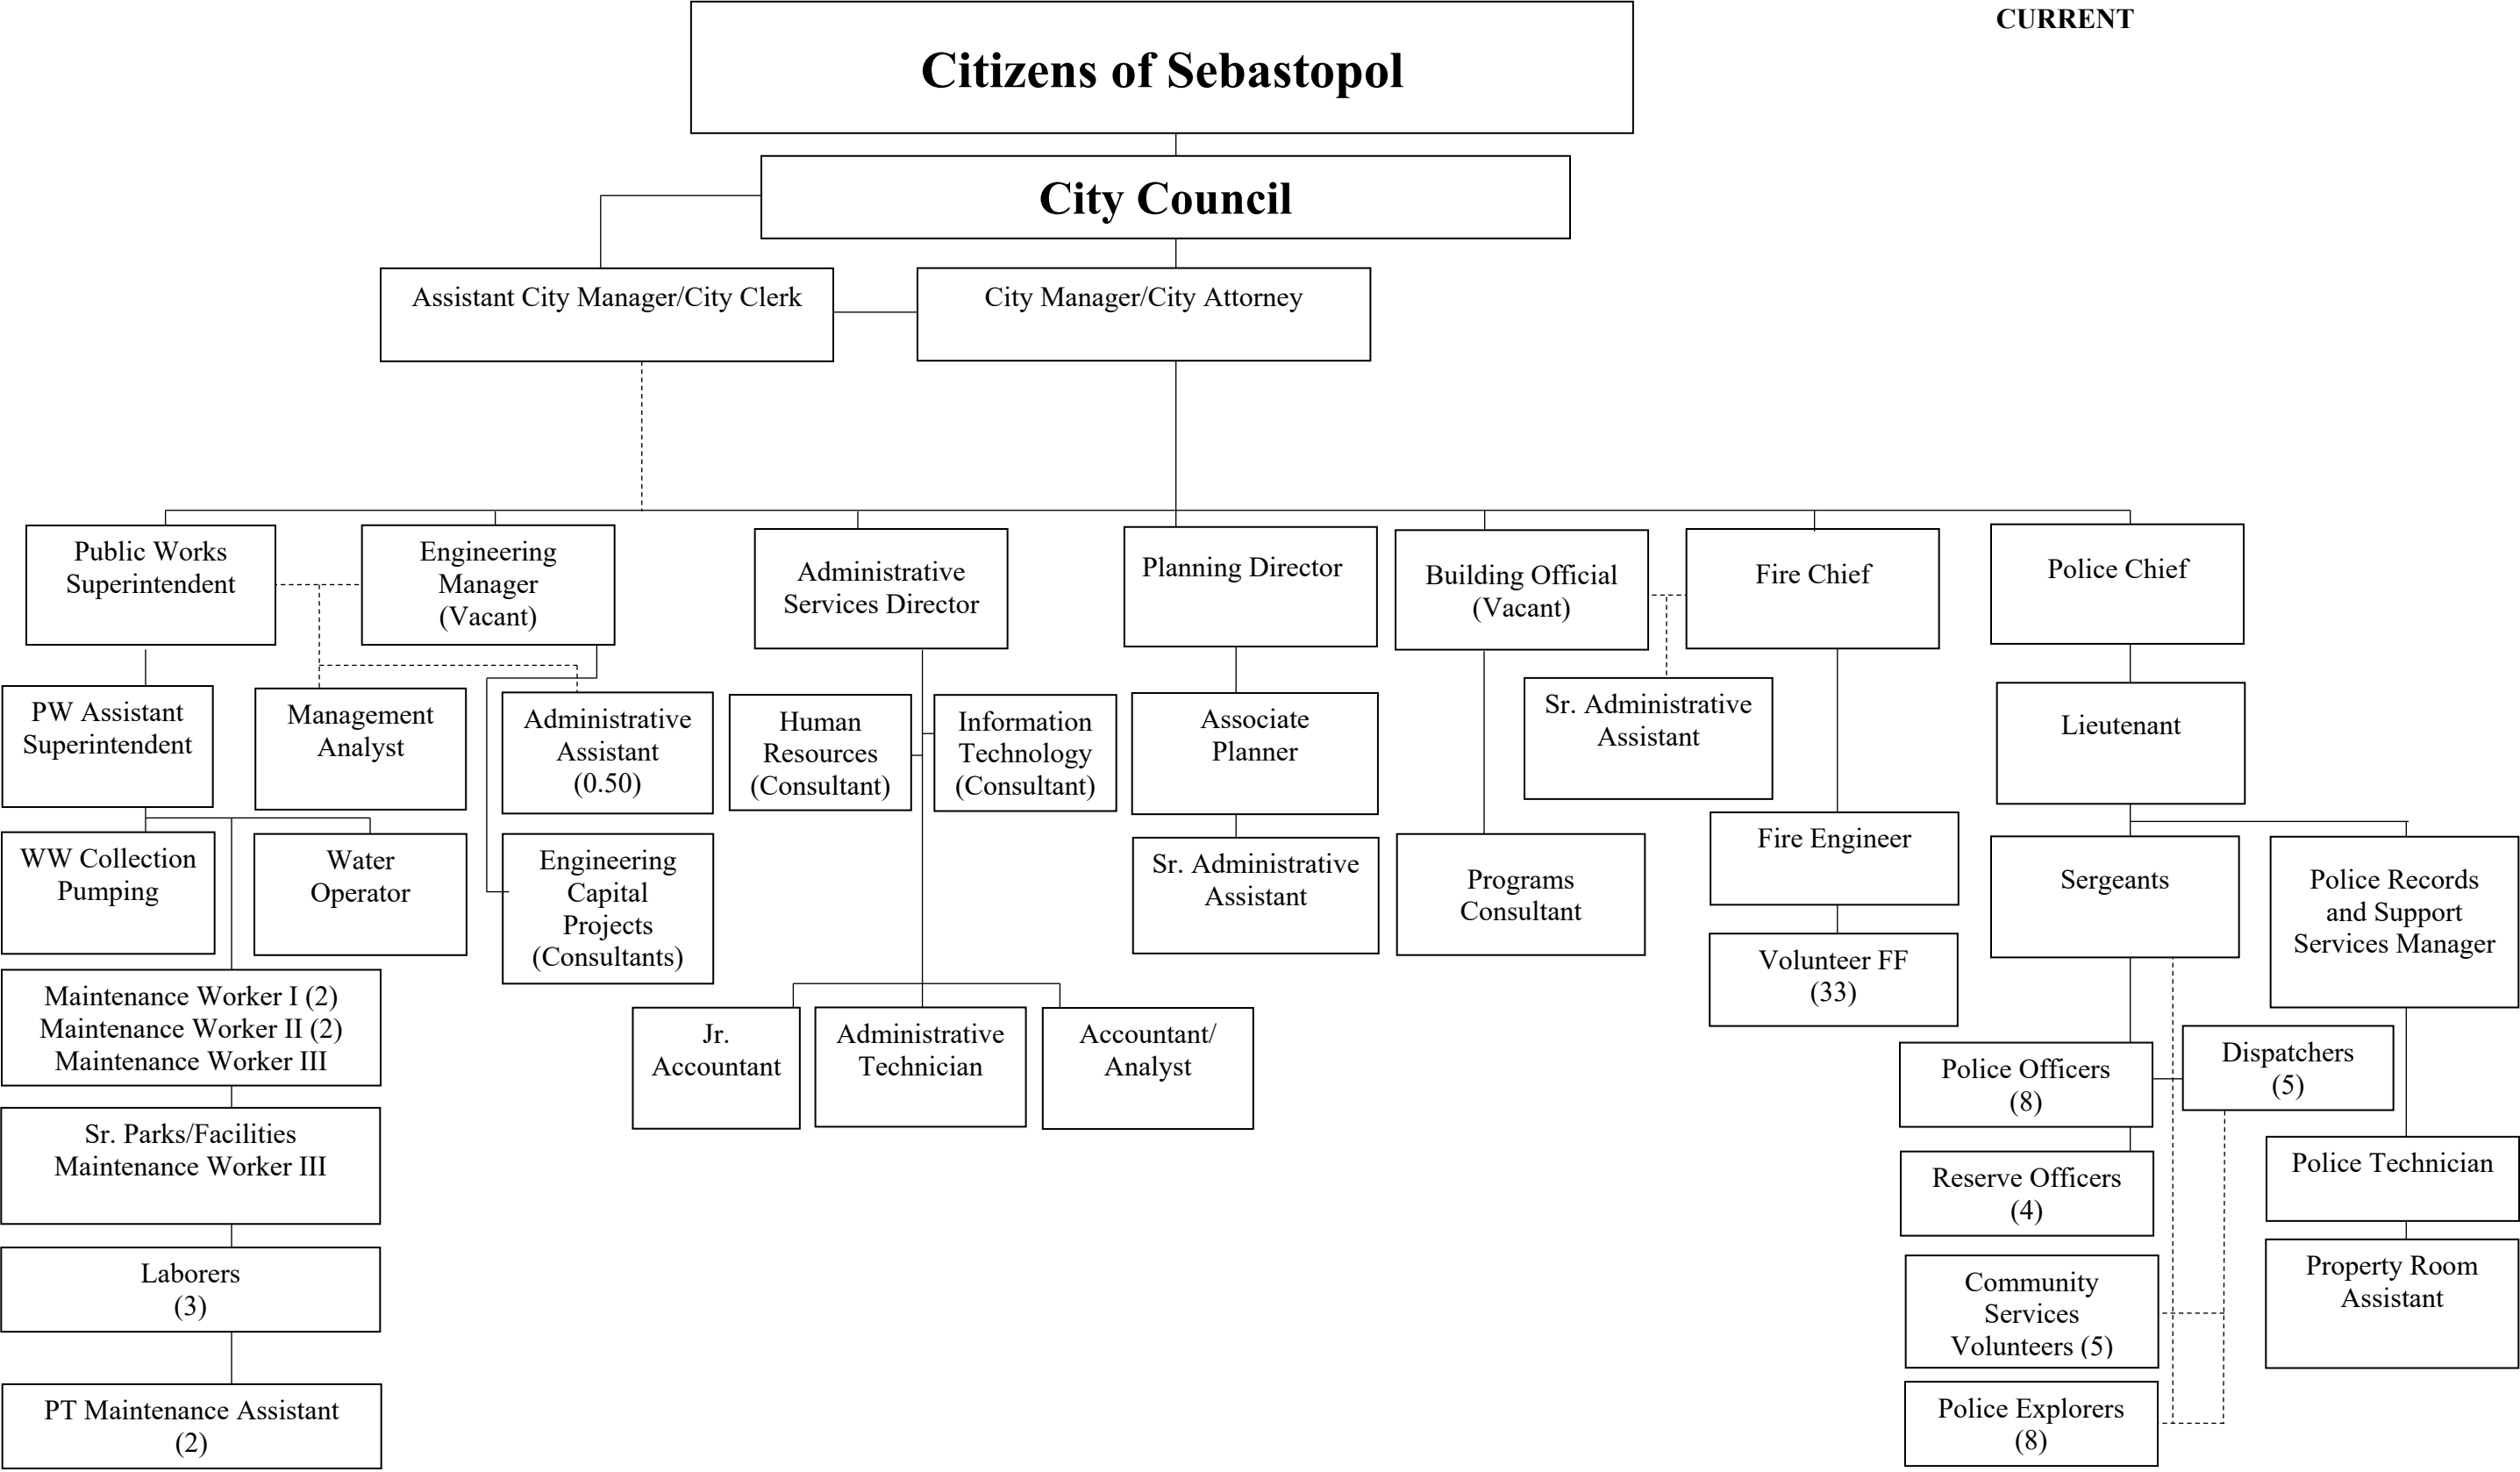 CURRENT
Citizens of Sebastopol
City Council
Assistant City Manager/City Clerk
City Manager/City Attorney
Public Works
Superintendent
Engineering
Manager
(Vacant)
Administrative
Services Director
Planning Director
Building Official
(Vacant)
Fire Chief
Police Chief
PW Assistant
Superintendent
Management
Analyst
Administrative
Assistant
(0.50)
Human
Resources
(Consultant)
Information
Technology
(Consultant)
Associate
Planner
Sr. Administrative
Assistant
Lieutenant
WW Collection
Pumping
Water
Operator
Engineering
Capital
Projects
(Consultants)
Sr. Administrative
Assistant
Programs
Consultant
Fire Engineer
Sergeants
Police Records
and Support
Services Manager
Volunteer FF
(33)
Maintenance Worker I (2)
Maintenance Worker II (2)
Maintenance Worker III
Jr.
Accountant
Administrative
Technician
Accountant/
Analyst
Police Officers
(8)
Dispatchers
(5)
Sr. Parks/Facilities
Maintenance Worker III
Reserve Officers
(4)
Police Technician
Laborers
(3)
Community
Services
Volunteers (5)
Property Room
Assistant
PT Maintenance Assistant
(2)
Police Explorers
(8)